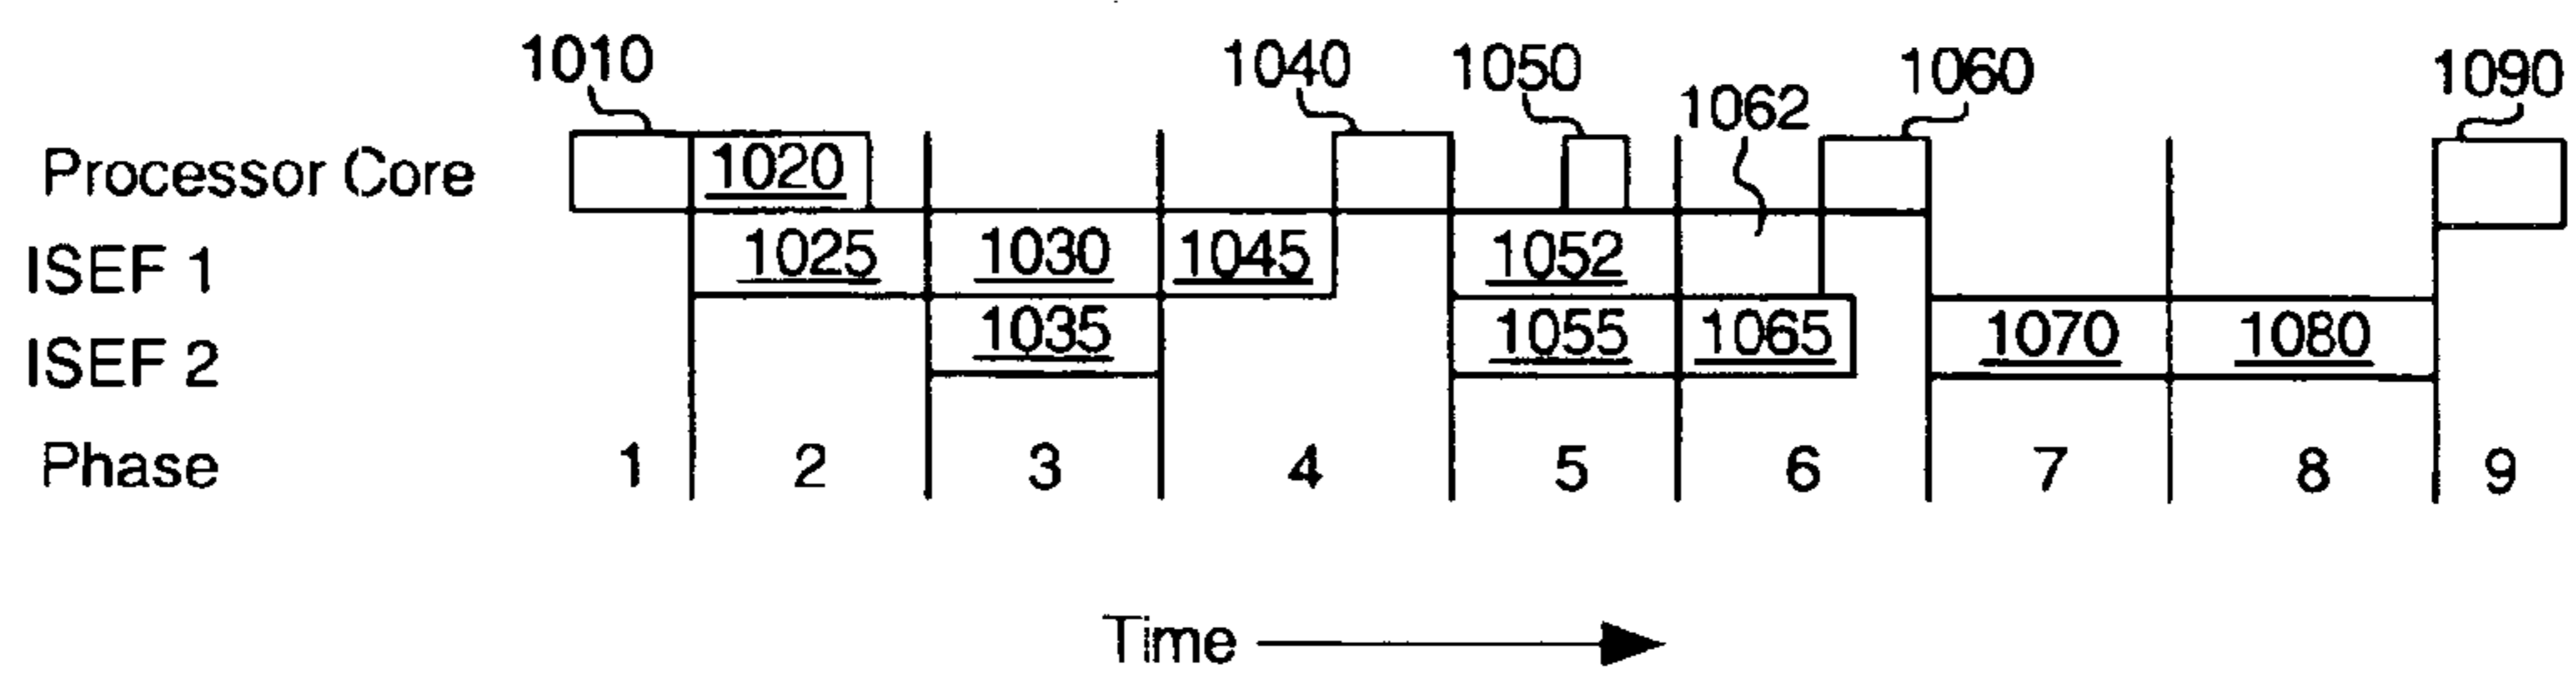 1010 1040 1050 1062 1060 1090
Processor Core 1020
ISEF 1 1025 1030 1045 1052
ISEF 2 1035 1055 1065 1070 1080
Phase 1 2 3 4 5 6 7 8 9
Time